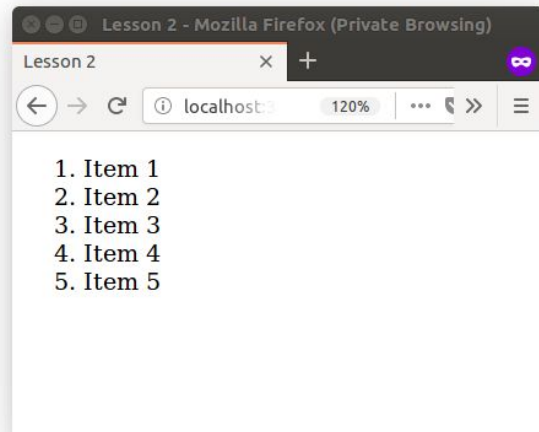 Lesson 2 - Mozilla Firefox (Private Browsing)
Lesson 2
localhost:3 120%
1. Item 1
2. Item 2
3. Item 3
4. Item 4
5. Item 5